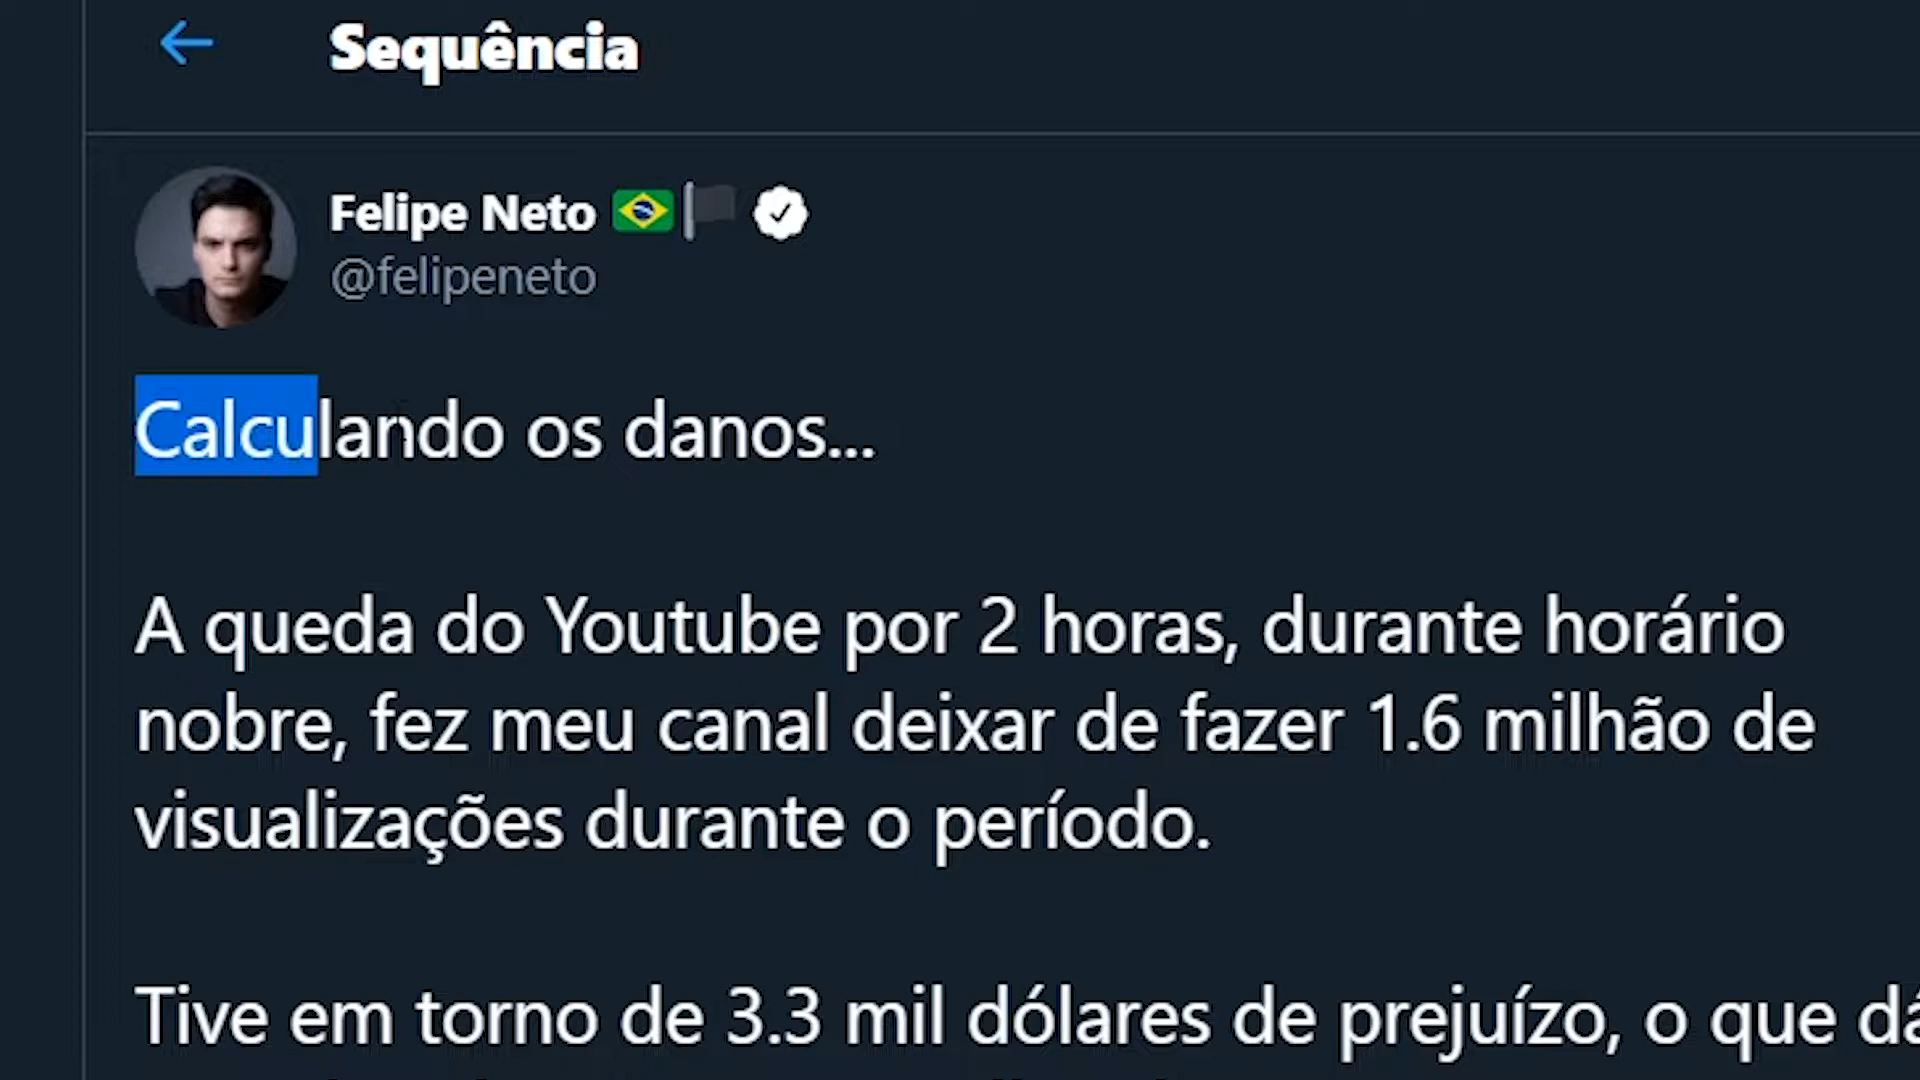 Sequência
Felipe Neto
@felipeneto
Calculando os danos...
A queda do Youtube por 2 horas, durante horário
nobre, fez meu canal deixar de fazer 1.6 milhão de
visualizações durante o período.
Tive em torno de 3.3 mil dólares de prejuízo, o que dá